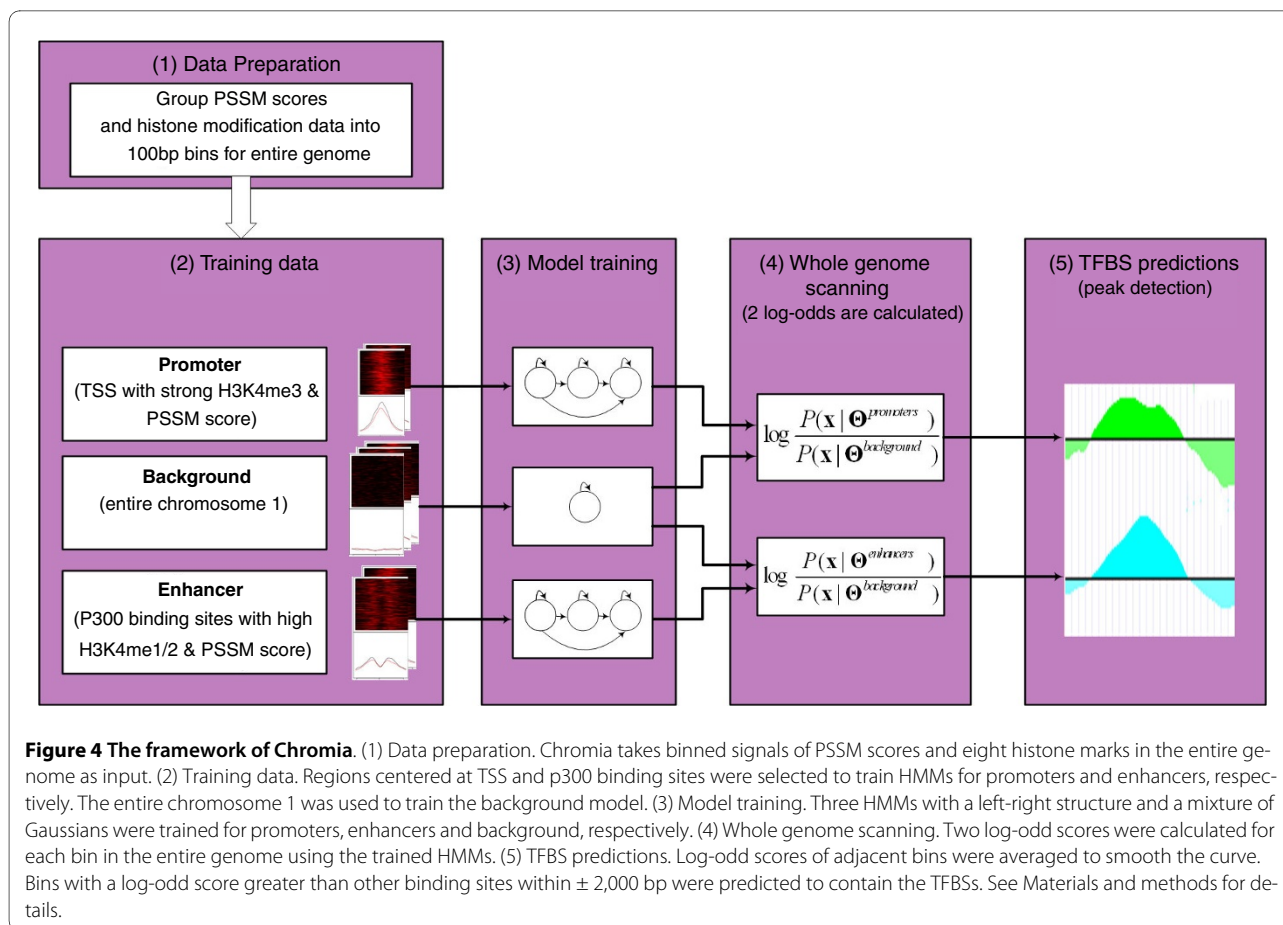 (1) Data Preparation
Group PSSM scores
and histone modification data into
100bp bins for entire genome
(2) Training data
Promoter
(TSS with strong H3K4me3 &
PSSM score)
Background
(entire chromosome 1)
Enhancer
(P300 binding sites with high
H3K4me1/2 & PSSM score)
(3) Model training
(4) Whole genome
scanning
(2 log-odds are calculated)
log P(x | Θ^promoters ) / P(x | Θ^background )
log P(x | Θ^enhancers ) / P(x | Θ^background )
(5) TFBS predictions
(peak detection)
Figure 4 The framework of Chromia. (1) Data preparation. Chromia takes binned signals of PSSM scores and eight histone marks in the entire ge-
nome as input. (2) Training data. Regions centered at TSS and p300 binding sites were selected to train HMMs for promoters and enhancers, respec-
tively. The entire chromosome 1 was used to train the background model. (3) Model training. Three HMMs with a left-right structure and a mixture of
Gaussians were trained for promoters, enhancers and background, respectively. (4) Whole genome scanning. Two log-odd scores were calculated for
each bin in the entire genome using the trained HMMs. (5) TFBS predictions. Log-odd scores of adjacent bins were averaged to smooth the curve.
Bins with a log-odd score greater than other binding sites within ± 2,000 bp were predicted to contain the TFBSs. See Materials and methods for de-
tails.